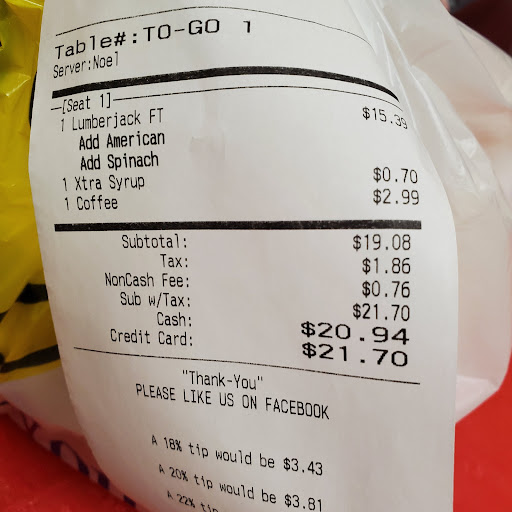 Table#:TO-GO 1
Server:Noel
[Seat 1]
1 Lumberjack FT $15.39
Add American
Add Spinach
1 Xtra Syrup $0.70
1 Coffee $2.99
Subtotal: $19.08
Tax: $1.86
NonCash Fee: $0.76
Sub w/Tax: $21.70
Cash: $20.94
Credit Card: $21.70
"Thank-You"
PLEASE LIKE US ON FACEBOOK
A 18% tip would be $3.43
A 20% tip would be $3.81
A 22% tip